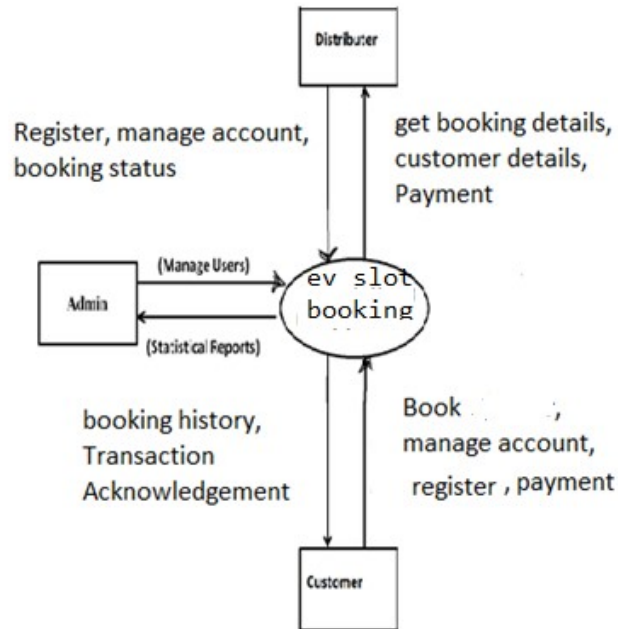 Distributer
Register, manage account,
booking status
get booking details,
customer details,
Payment
(Manage Users)
ev slot
booking
Admin
(Statistical Reports)
booking history,
Transaction
Acknowledgement
Book ,
manage account,
register , payment
Customer